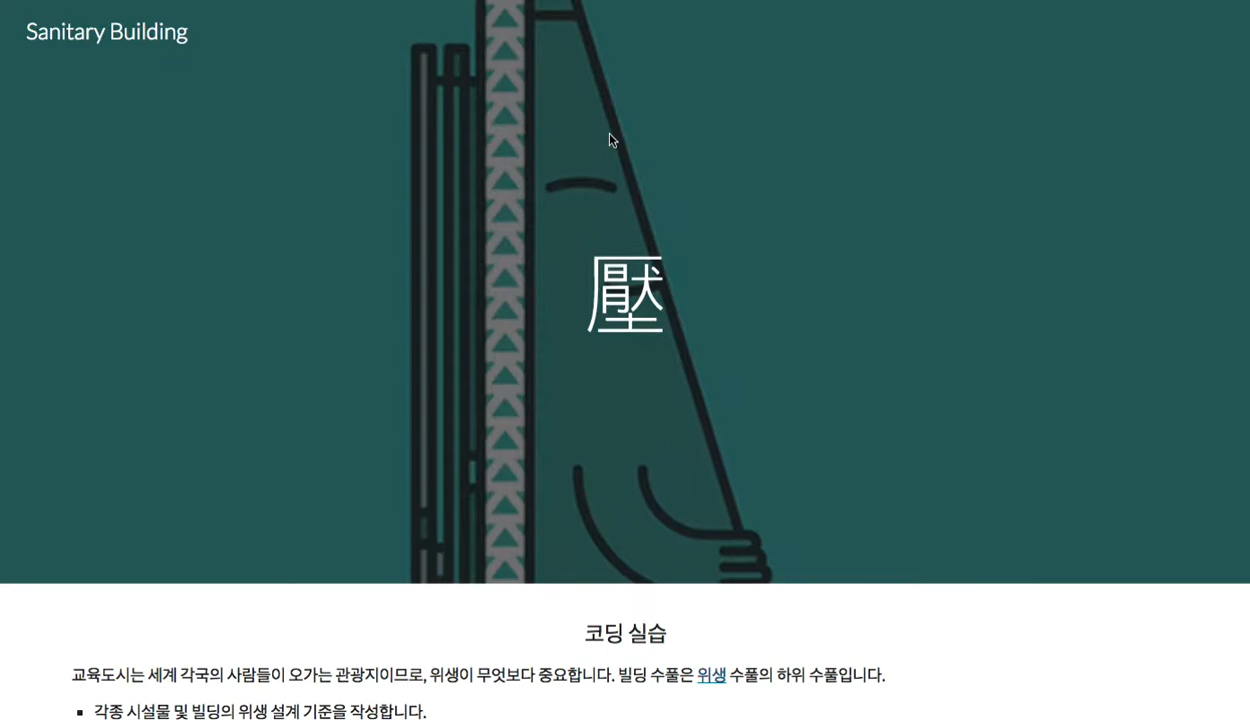 Sanitary Building
壓
코딩 실습
교육도시는 세계 각국의 사람들이 오가는 관광지이므로, 위생이 무엇보다 중요합니다. 빌딩 수풀은 위생 수풀의 하위 수풀입니다.
▪ 각종 시설물 및 빌딩의 위생 설계 기준을 작성합니다.